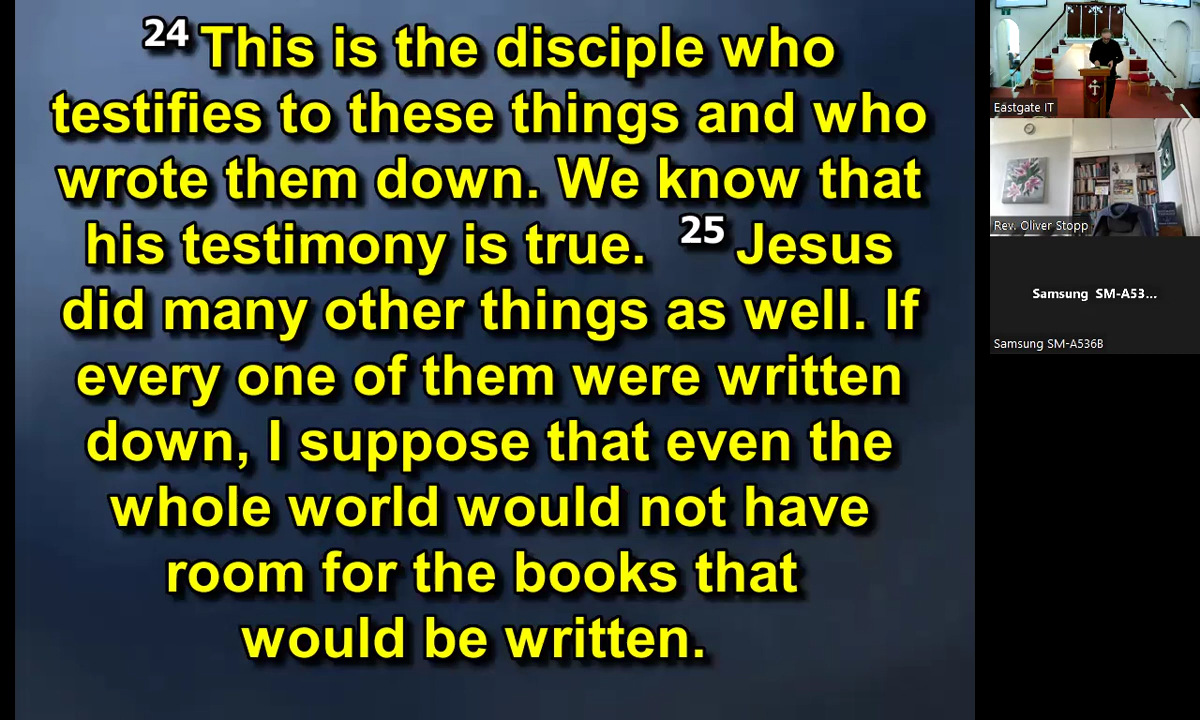 24 This is the disciple who
testifies to these things and who
wrote them down. We know that
his testimony is true. 25 Jesus
did many other things as well. If
every one of them were written
down, I suppose that even the
whole world would not have
room for the books that
would be written.
Eastgate IT
Rev. Oliver Stopp
Samsung SM-A53...
Samsung SM-A536B